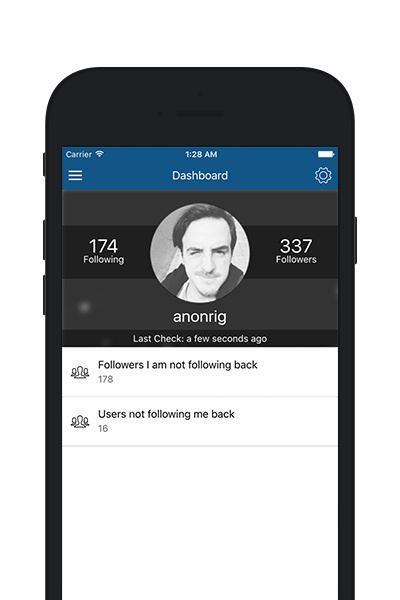 Carrier 1:28 AM
Dashboard
174 337
Following Followers
anonrig
Last Check: a few seconds ago
Followers I am not following back
178
Users not following me back
16